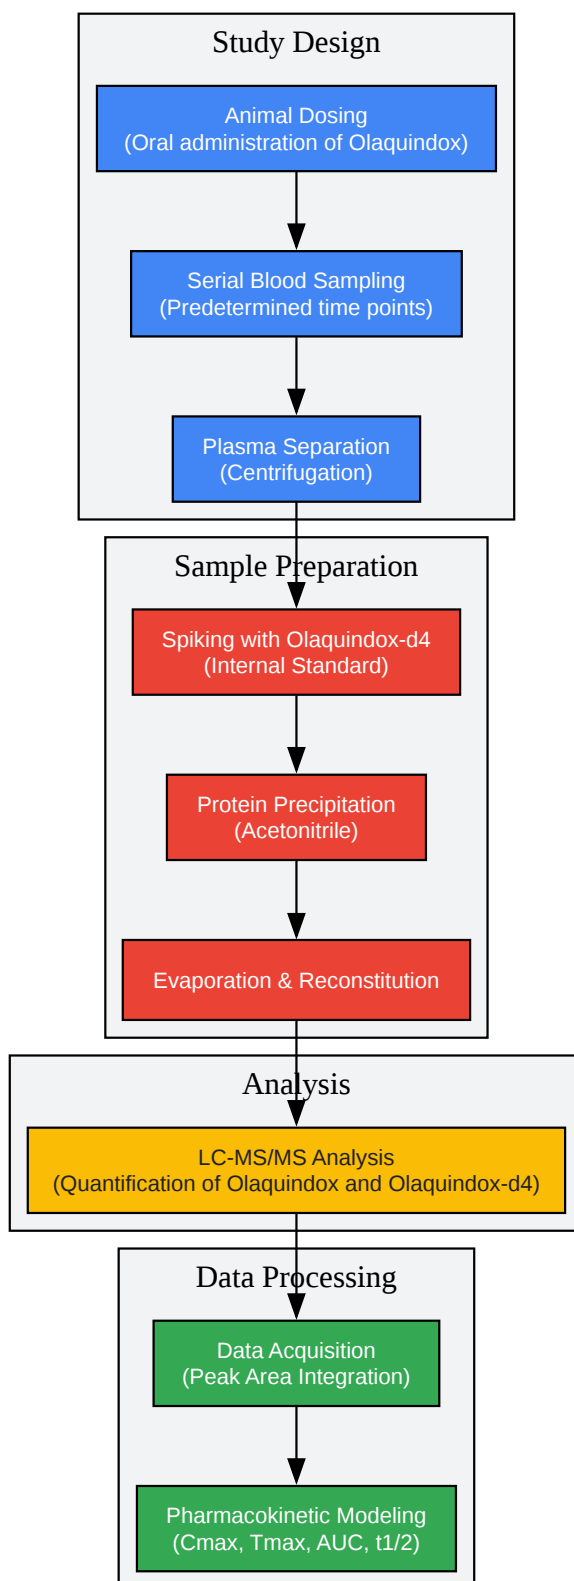 Study Design
Animal Dosing
(Oral administration of Olaquindox)
Serial Blood Sampling
(Predetermined time points)
Plasma Separation
(Centrifugation)
Sample Preparation
Spiking with Olaquindox-d4
(Internal Standard)
Protein Precipitation
(Acetonitrile)
Evaporation & Reconstitution
Analysis
LC-MS/MS Analysis
(Quantification of Olaquindox and Olaquindox-d4)
Data Processing
Data Acquisition
(Peak Area Integration)
Pharmacokinetic Modeling
(Cmax, Tmax, AUC, t1/2)